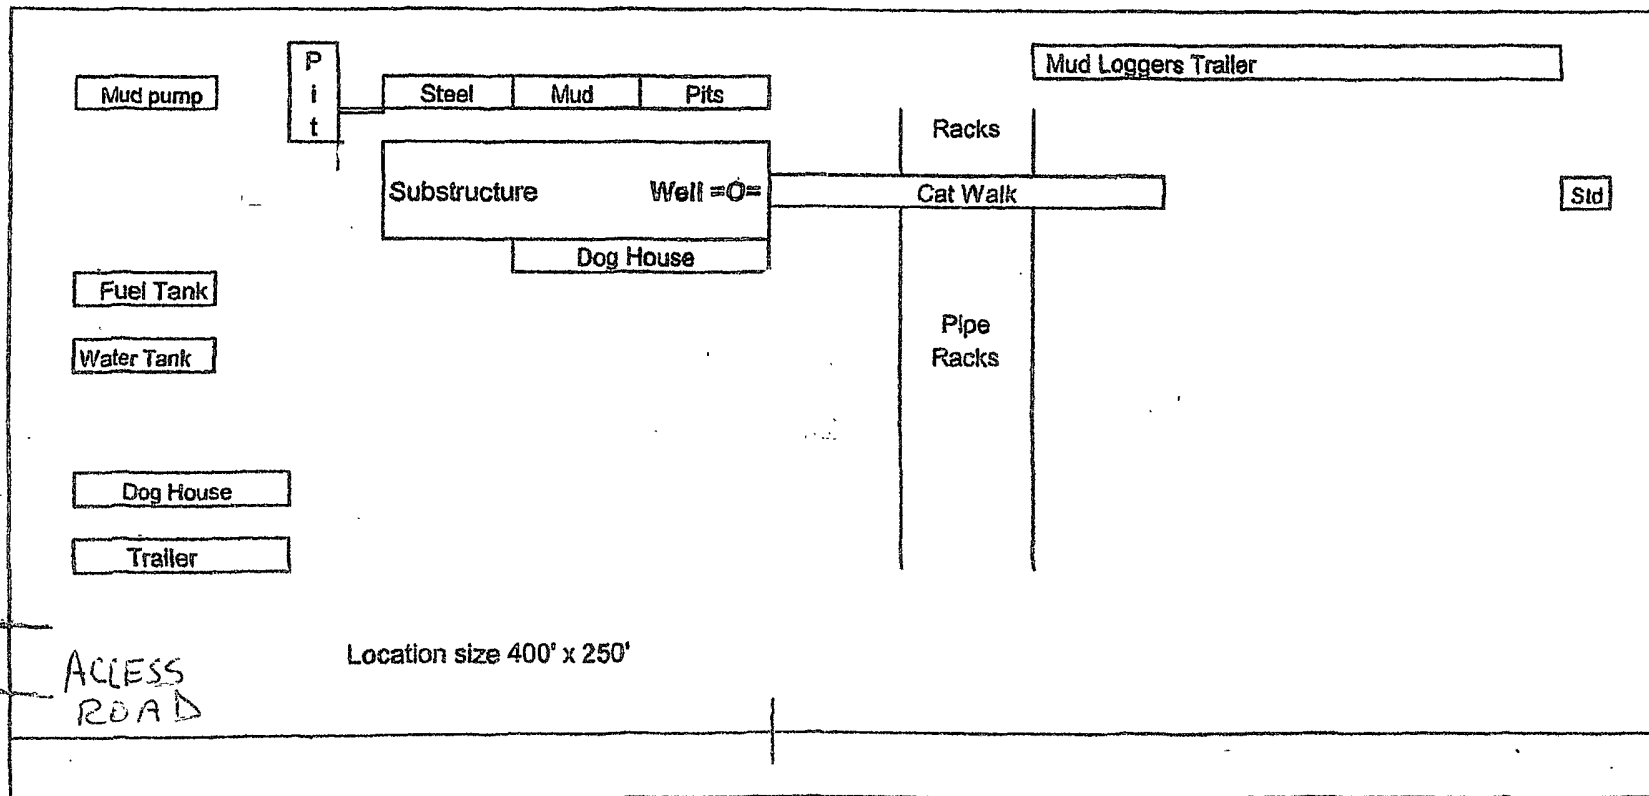 Mud Loggers Trailer
P
i
t
Mud pump
Steel Mud Pits
Racks
Substructure Well =O=
Cat Walk
Std
Dog House
Fuel Tank
Pipe
Racks
Water Tank
Dog House
Trailer
Location size 400' x 250'
ACCESS
ROAD